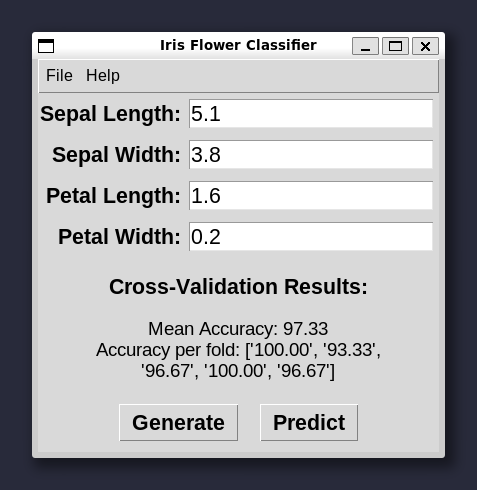 Iris Flower Classifier
File Help
Sepal Length: 5.1
Sepal Width: 3.8
Petal Length: 1.6
Petal Width: 0.2
Cross-Validation Results:
Mean Accuracy: 97.33
Accuracy per fold: ['100.00', '93.33',
'96.67', '100.00', '96.67']
Generate Predict